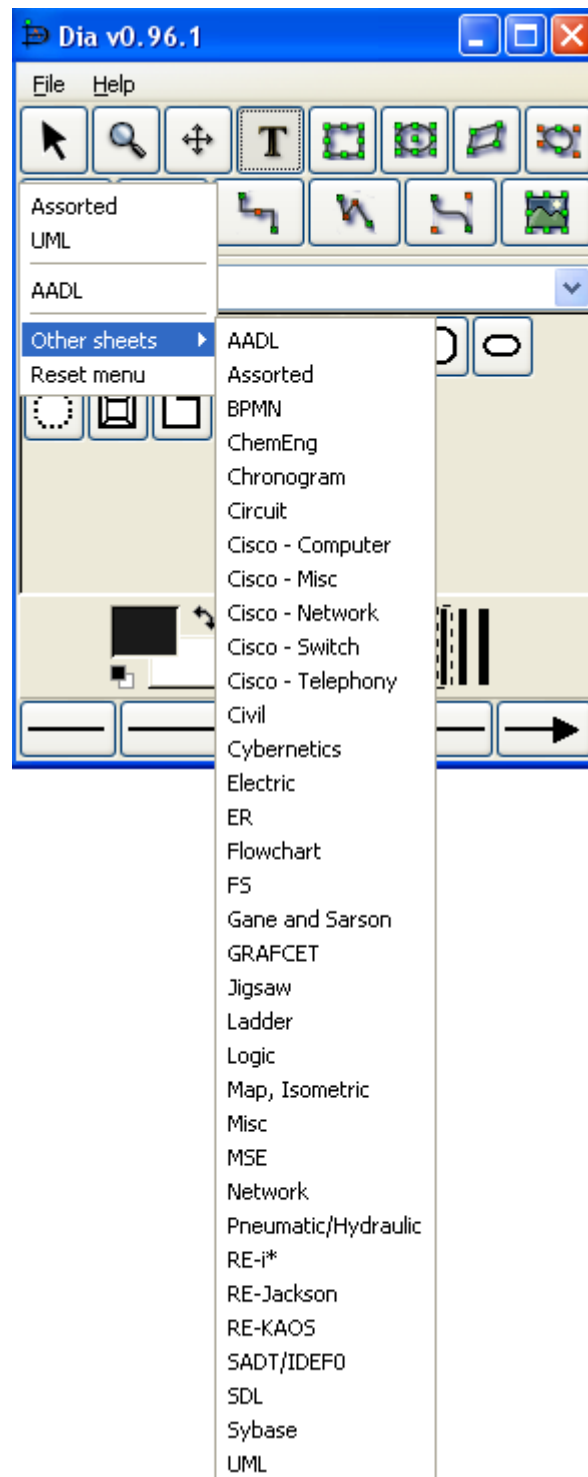 Dia v0.96.1
File Help
T
Assorted
UML
AADL
Other sheets
Reset menu
AADL
Assorted
BPMN
ChemEng
Chronogram
Circuit
Cisco - Computer
Cisco - Misc
Cisco - Network
Cisco - Switch
Cisco - Telephony
Civil
Cybernetics
Electric
ER
Flowchart
FS
Gane and Sarson
GRAFCET
Jigsaw
Ladder
Logic
Map, Isometric
Misc
MSE
Network
Pneumatic/Hydraulic
RE-i*
RE-Jackson
RE-KAOS
SADT/IDEF0
SDL
Sybase
UML